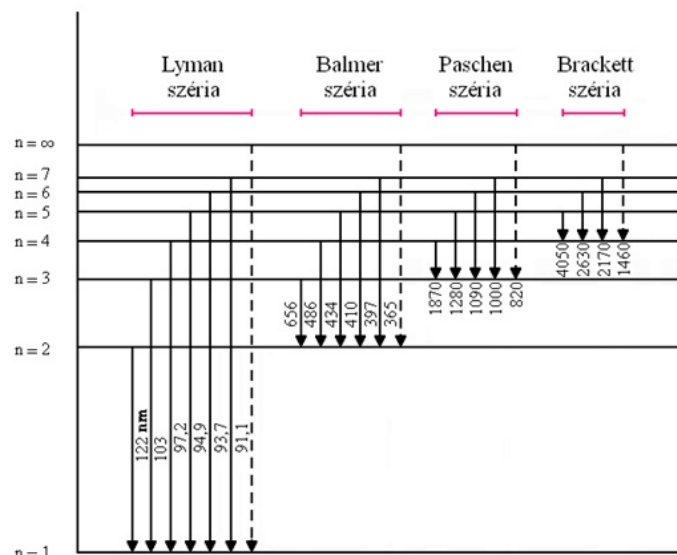 Lyman
széria
Balmer
széria
Paschen
széria
Brackett
széria
n = ∞
n = 7
n = 6
n = 5
n = 4
n = 3
n = 2
n = 1
122 nm
103
97,2
94,9
93,7
91,1
656
486
434
410
397
365
1870
1280
1090
1000
820
4050
2630
2170
1460